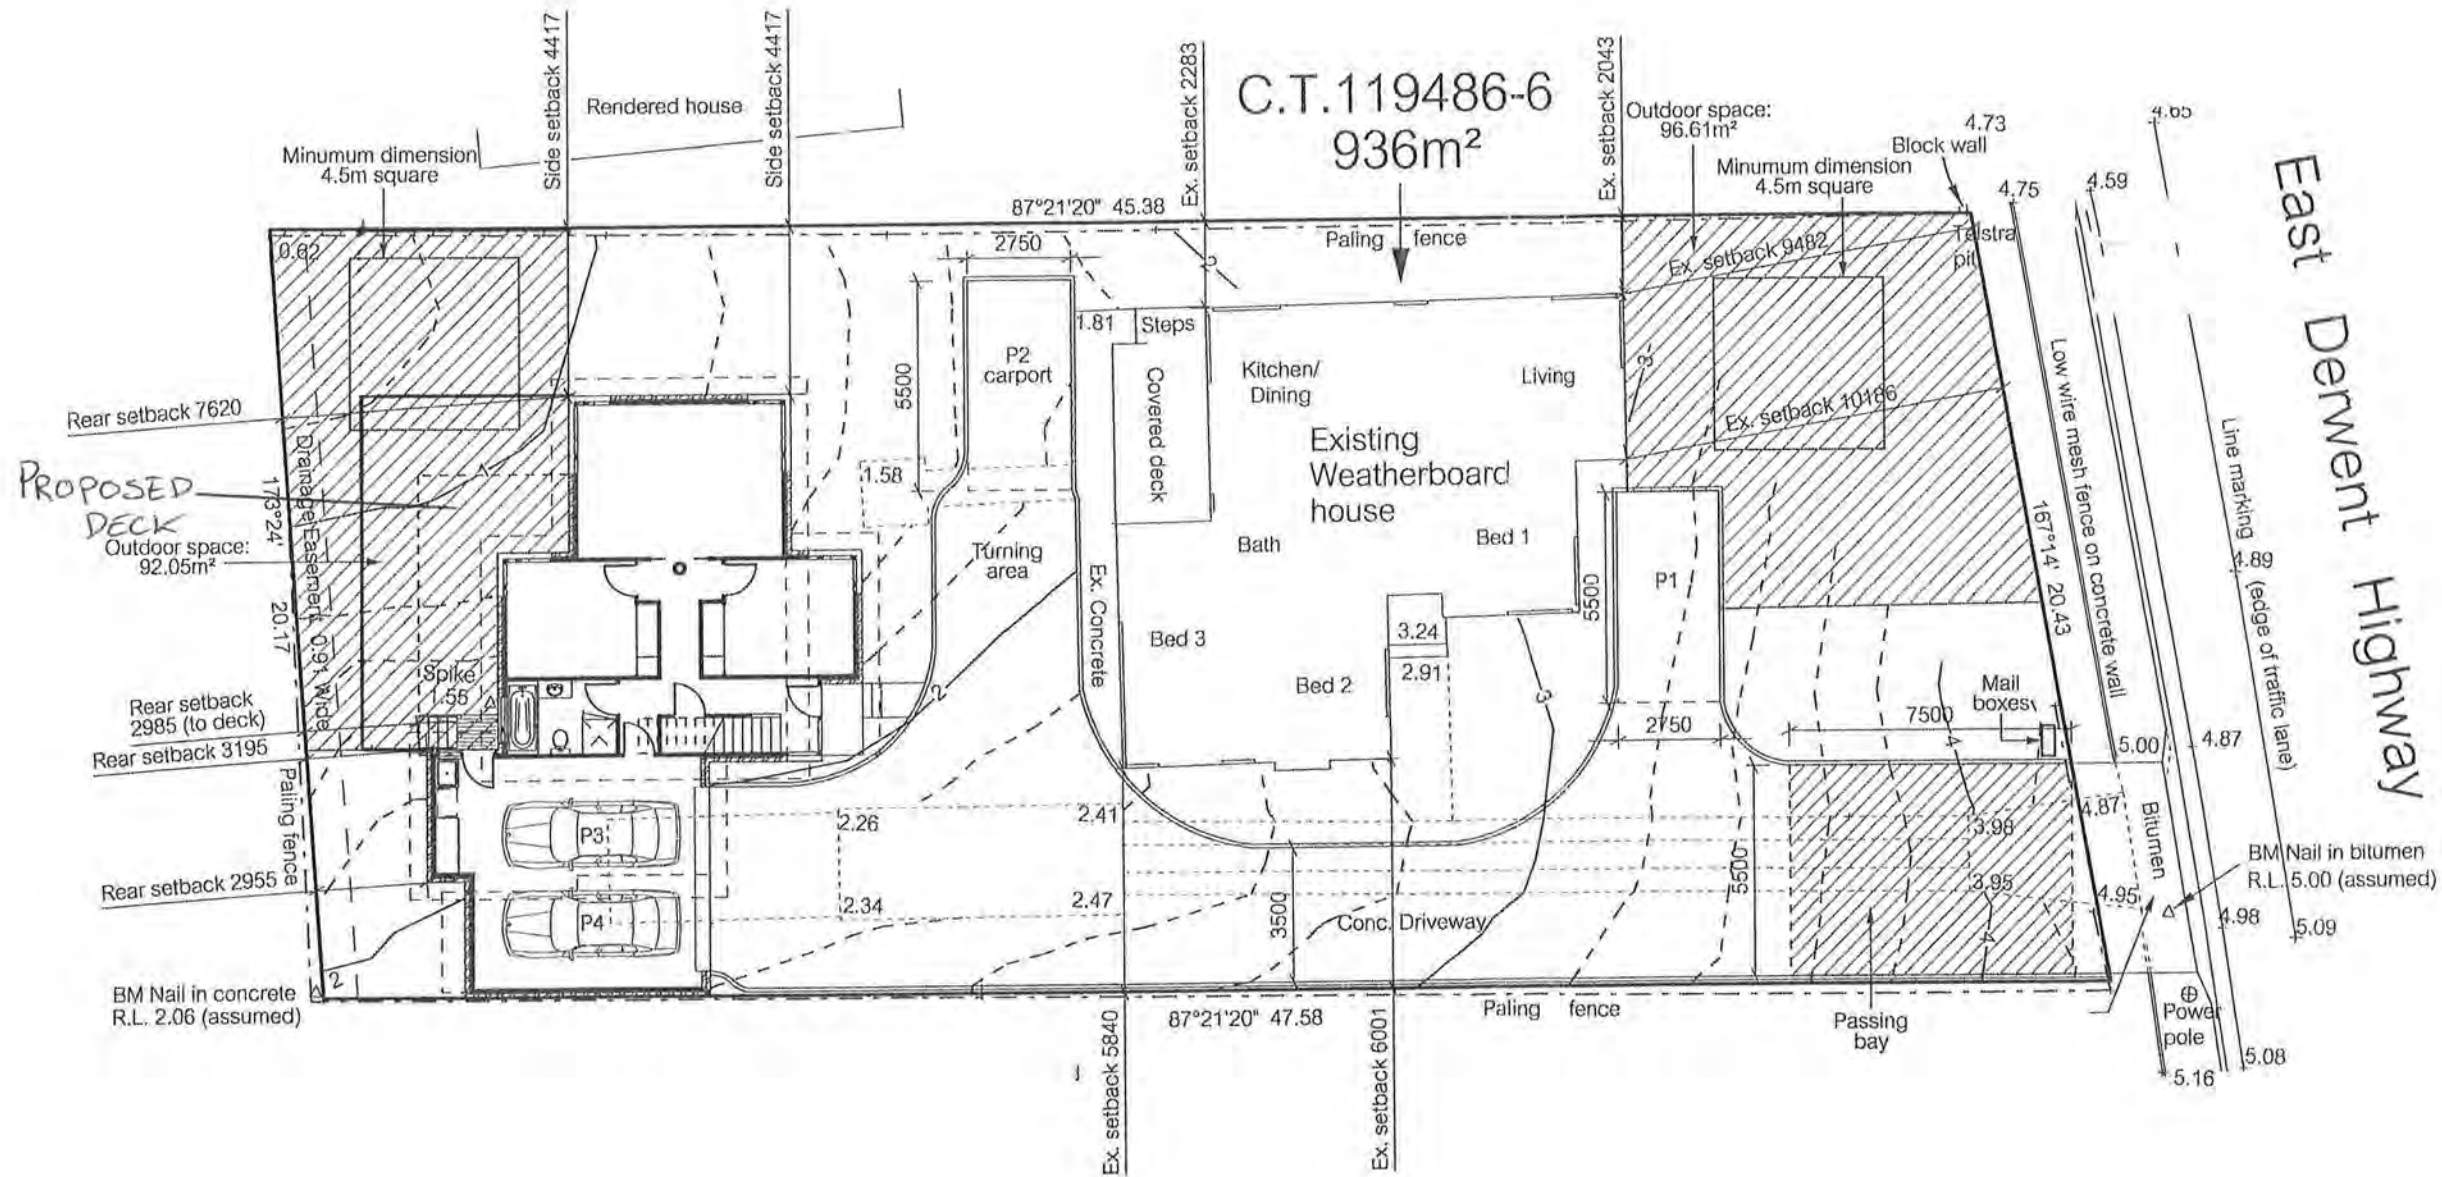 Side setback 4417
Rendered house
Side setback 4417
Ex. setback 2283
C.T.119486-6
936m²
Ex. setback 2043
Outdoor space:
96.61m²
4.73
Block wall
4.65
Minumum dimension
4.5m square
Minumum dimension
4.5m square
4.75
4.59
East Derwent Highway
87°21'20" 45.38
Paling fence
Telstra
pit
0.62
2750
Ex. setback 9482
1.81
Steps
P2
carport
5500
Covered deck
Kitchen/
Dining
Living
3
Ex. setback 10186
Low wire mesh fence on concrete wall
Line marking
(edge of traffic lane)
Rear setback 7620
PROPOSED
DECK
Outdoor space:
92.05m²
Drainage Easement 0.91 Wide
173°24'
20.17
1.58
Existing
Weatherboard
house
Turning
area
Bath
Bed 1
Ex. Concrete
5500
P1
4.89
167°14' 20.43
Bed 3
3.24
2.91
Bed 2
Spike
.55
2
3
Mail
boxes
7500
2750
Rear setback
2985 (to deck)
Rear setback 3195
5.00
4.87
4
Paling fence
P3
2.26
2.41
3.98
4.87
Bitumen
BM Nail in bitumen
R.L. 5.00 (assumed)
Rear setback 2955
P4
2.34
2.47
3500
Conc. Driveway
5500
3.95
4.95
4.98
5.09
4
2
BM Nail in concrete
R.L. 2.06 (assumed)
Ex. setback 5840
87°21'20" 47.58
Ex. setback 6001
Paling fence
Passing
bay
Power
pole
5.08
5.16